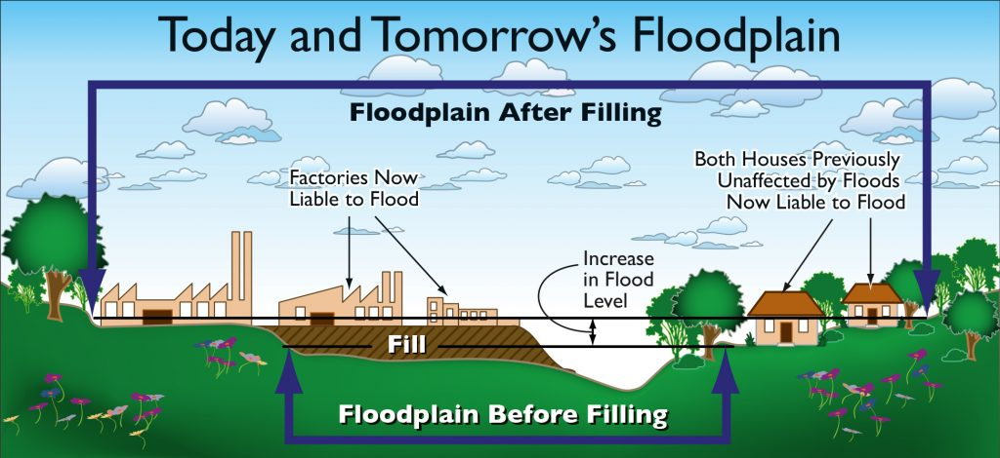 Today and Tomorrow's Floodplain
Floodplain After Filling
Factories Now
Liable to Flood
Both Houses Previously
Unaffected by Floods
Now Liable to Flood
Increase
in Flood
Level
Fill
Floodplain Before Filling